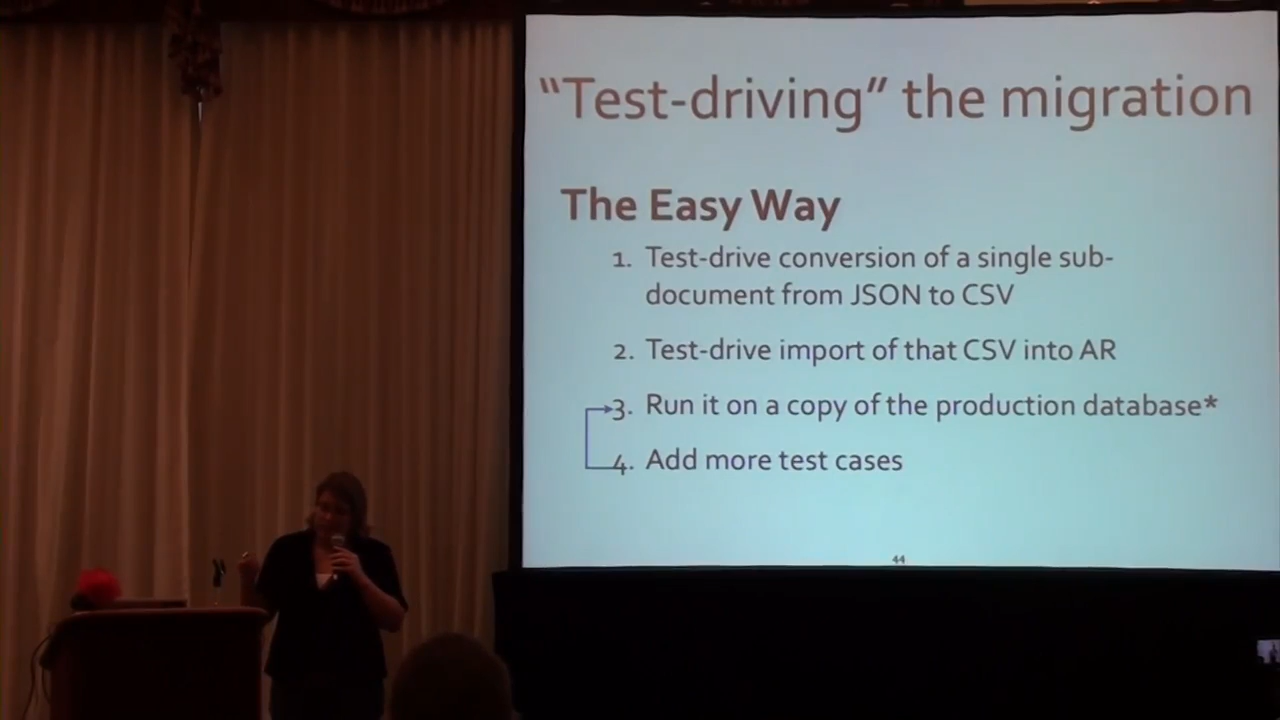 “Test-driving” the migration
The Easy Way
1. Test-drive conversion of a single sub-
document from JSON to CSV
2. Test-drive import of that CSV into AR
3. Run it on a copy of the production database*
4. Add more test cases
44